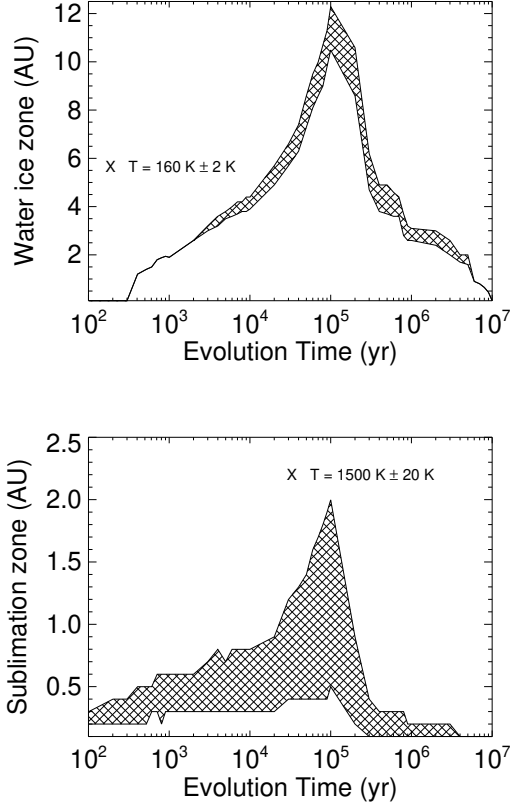 12
10
8
6
4
2
Water ice zone (AU)
X T = 160 K ± 2 K
10² 10³ 10⁴ 10⁵ 10⁶ 10⁷
Evolution Time (yr)
2.5
2.0
1.5
1.0
0.5
Sublimation zone (AU)
X T = 1500 K ± 20 K
10² 10³ 10⁴ 10⁵ 10⁶ 10⁷
Evolution Time (yr)